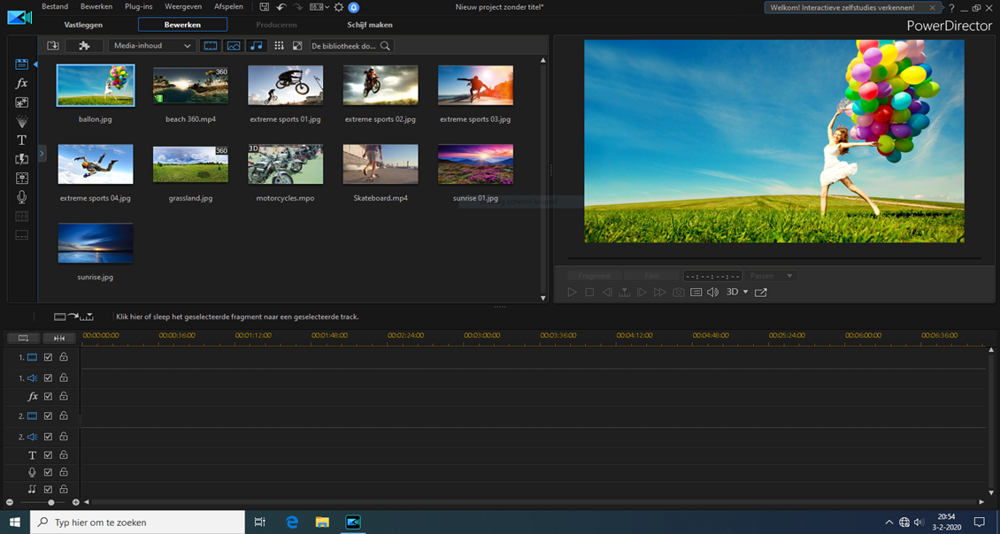 Bestand Bewerken Plug-ins Weergeven Afspelen
16:9
Nieuw project zonder titel*
Welkom! Interactieve zelfstudies verkennen!
?
Vastleggen Bewerken Produceren Schijf maken
PowerDirector
Media-inhoud
De bibliotheek do...
360
ballon.jpg beach 360.mp4 extreme sports 01.jpg extreme sports 02.jpg extreme sports 03.jpg
360 3D
extreme sports 04.jpg grassland.jpg motorcycles.mpo Skateboard.mp4 sunrise 01.jpg
sunrise.jpg
fx
T
Fragment Film --:--:--:-- Passen
3D
Klik hier of sleep het geselecteerde fragment naar een geselecteerde track.
00:00:00:00 00:00:36:00 00:01:12:00 00:01:48:00 00:02:24:00 00:03:00:00 00:03:36:00 00:04:12:00 00:04:48:00 00:05:24:00 00:06:00:00 00:06:36:00
1.
1.
fx
2.
2.
T
Typ hier om te zoeken
20:54
3-2-2020